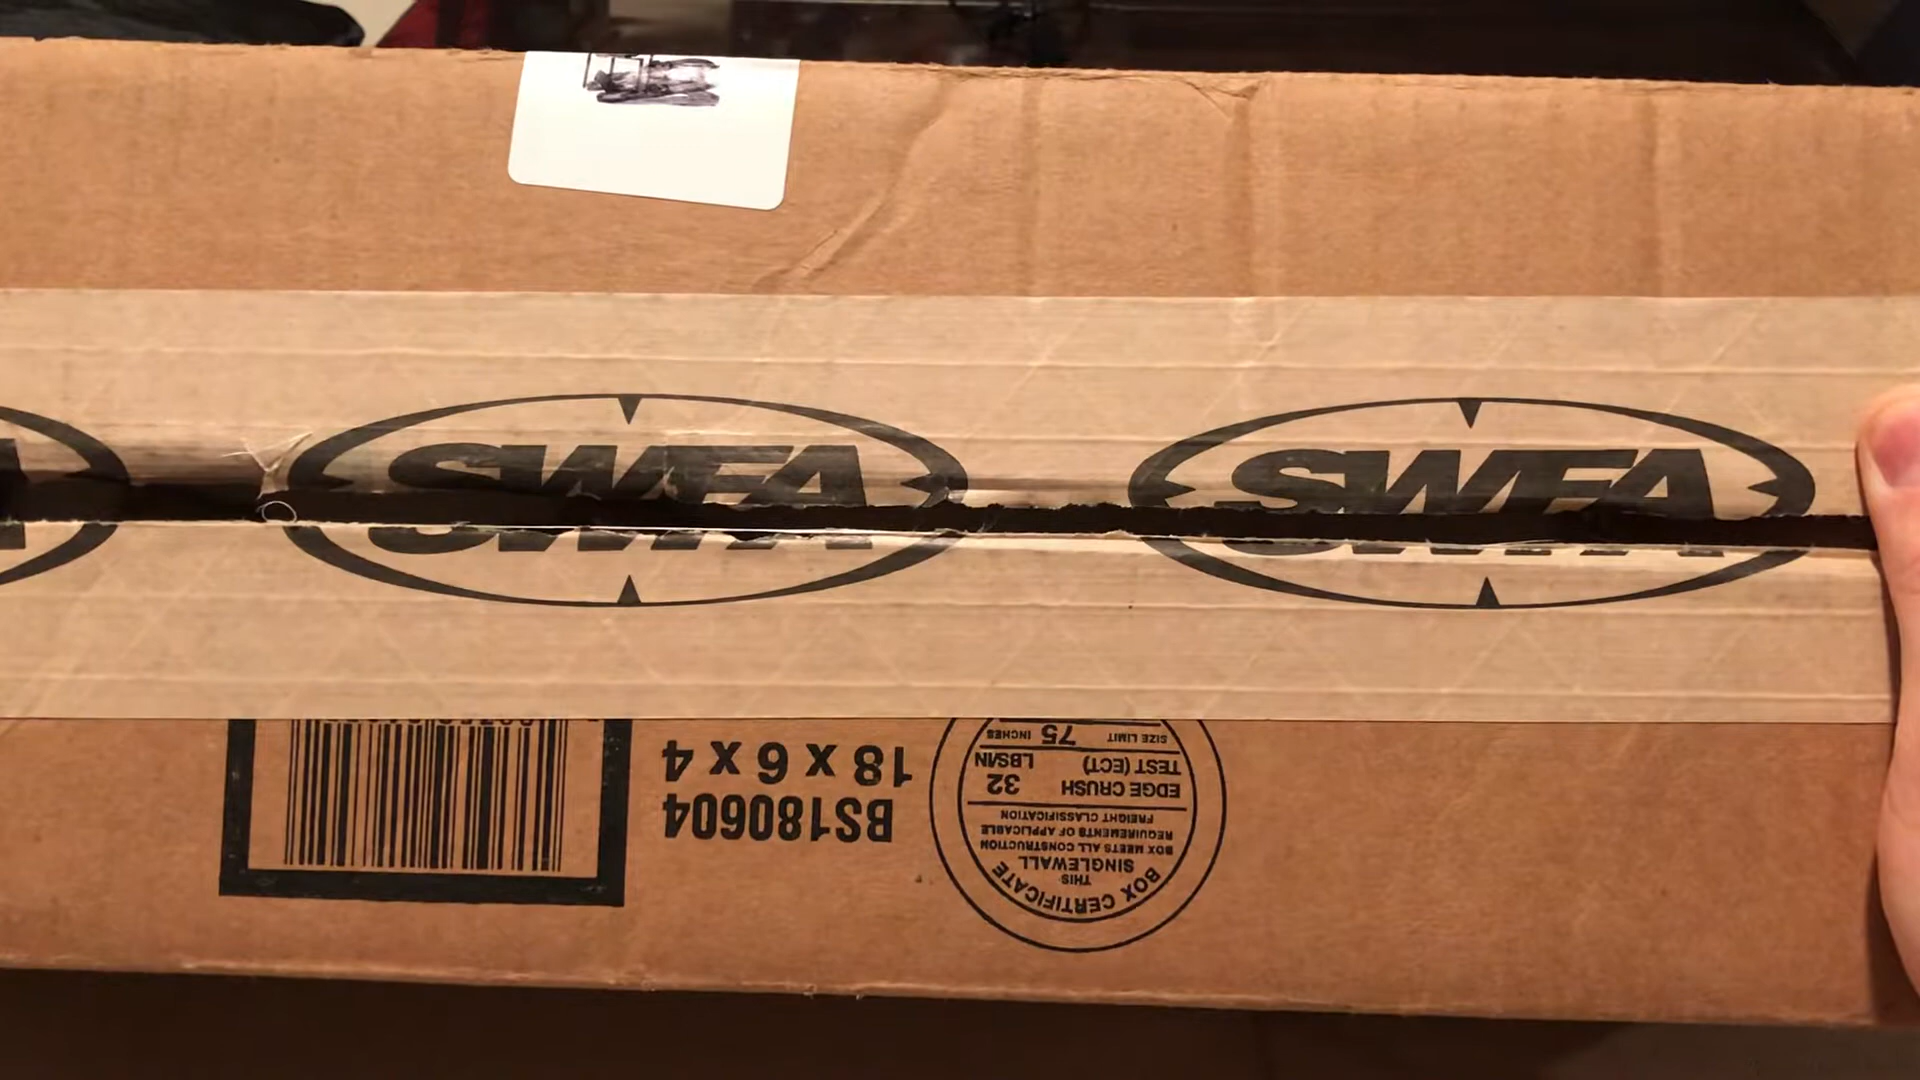 SWFA
SWFA
BS180604
18 x 6 x 4
BOX CERTIFICATE
THIS
SINGLEWALL
BOX MEETS ALL CONSTRUCTION
REQUIREMENTS OF APPLICABLE
FREIGHT CLASSIFICATION
EDGE CRUSH
TEST (ECT)
32
LBS/IN
SIZE LIMIT 75 INCHES